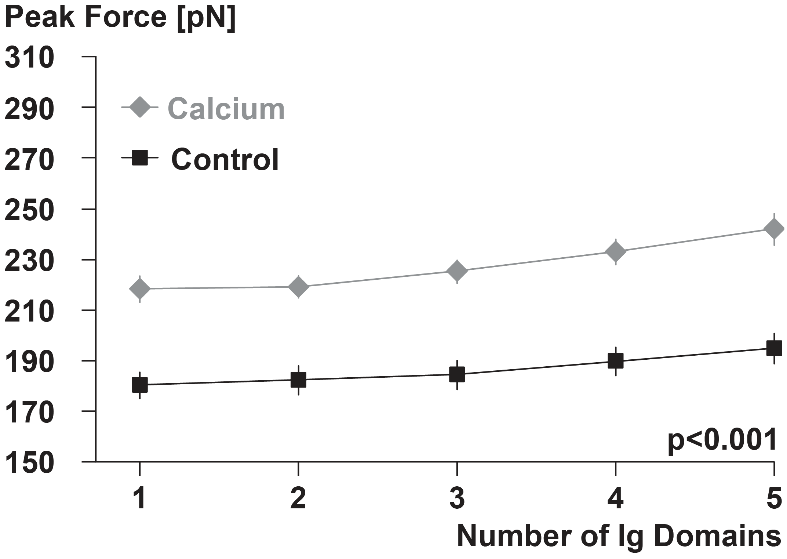 Peak Force [pN]
310
290
270
250
230
210
190
170
150
Calcium
Control
p<0.001
1 2 3 4 5
Number of Ig Domains